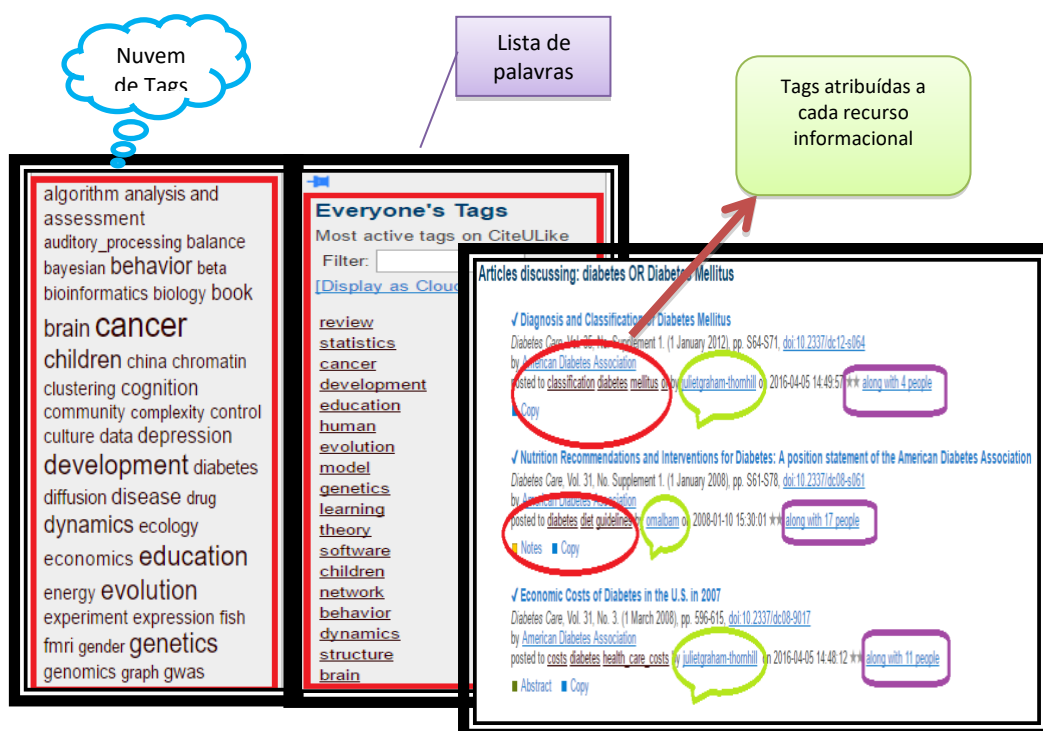 Nuvem
de Tags
Lista de
palavras
Tags atribuídas a
cada recurso
informacional
algorithm analysis and
assessment
auditory_processing balance
bayesian behavior beta
bioinformatics biology book
brain cancer
children china chromatin
clustering cognition
community complexity control
culture data depression
development diabetes
diffusion disease drug
dynamics ecology
economics education
energy evolution
experiment expression fish
fmri gender genetics
genomics graph gwas
Everyone's Tags
Most active tags on CiteULike
Filter:
[Display as Cloud
review
statistics
cancer
development
education
human
evolution
model
genetics
learning
theory
software
children
network
behavior
dynamics
structure
brain
Articles discussing: diabetes OR Diabetes Mellitus
✓ Diagnosis and Classification of Diabetes Mellitus
Diabetes Care, Vol. 35, No. Supplement 1. (1 January 2012), pp. S64-S71, doi:10.2337/dc12-s064
by American Diabetes Association
posted to classification diabetes mellitus by julietgraham-thornhill on 2016-04-05 14:49:57 ★★ along with 4 people
Copy
✓ Nutrition Recommendations and Interventions for Diabetes: A position statement of the American Diabetes Association
Diabetes Care, Vol. 31, No. Supplement 1. (1 January 2008), pp. S61-S78, doi:10.2337/dc08-s061
by American Diabetes Association
posted to diabetes diet guidelines by omalbam on 2008-01-10 15:30:01 ★★ along with 17 people
Notes Copy
✓ Economic Costs of Diabetes in the U.S. in 2007
Diabetes Care, Vol. 31, No. 3. (1 March 2008), pp. 596-615, doi:10.2337/dc08-9017
by American Diabetes Association
posted to costs diabetes health_care_costs by julietgraham-thornhill on 2016-04-05 14:48:12 ★★ along with 11 people
Abstract Copy